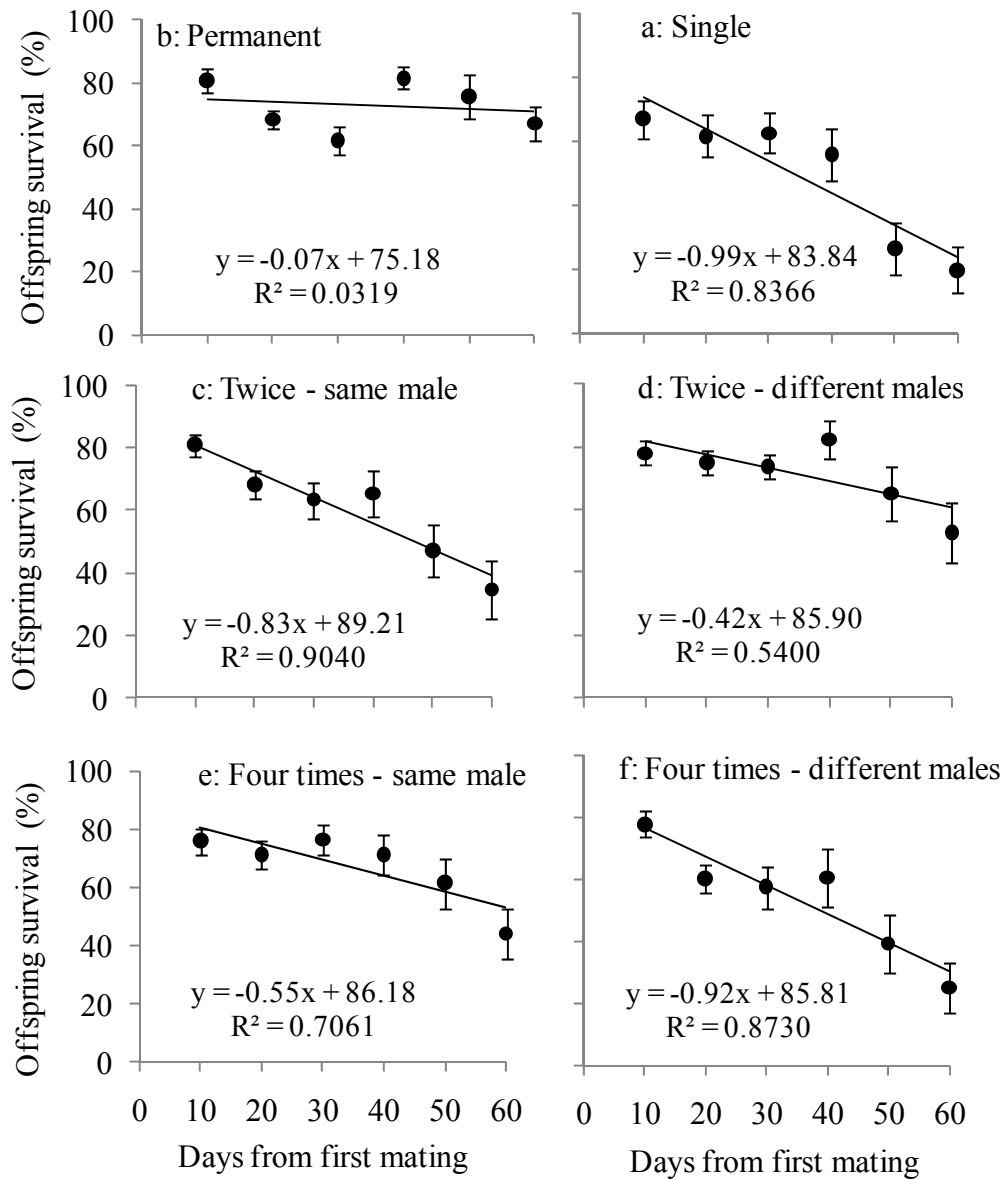 b: Permanent
a: Single
Offspring survival (%)
100
80
60
40
20
0
y = -0.07x + 75.18
R² = 0.0319
y = -0.99x + 83.84
R² = 0.8366
c: Twice - same male
d: Twice - different males
Offspring survival (%)
100
80
60
40
20
0
y = -0.83x + 89.21
R² = 0.9040
y = -0.42x + 85.90
R² = 0.5400
e: Four times - same male
f: Four times - different males
Offspring survival (%)
100
80
60
40
20
0
y = -0.55x + 86.18
R² = 0.7061
y = -0.92x + 85.81
R² = 0.8730
0 10 20 30 40 50 60
0 10 20 30 40 50 60
Days from first mating
Days from first mating